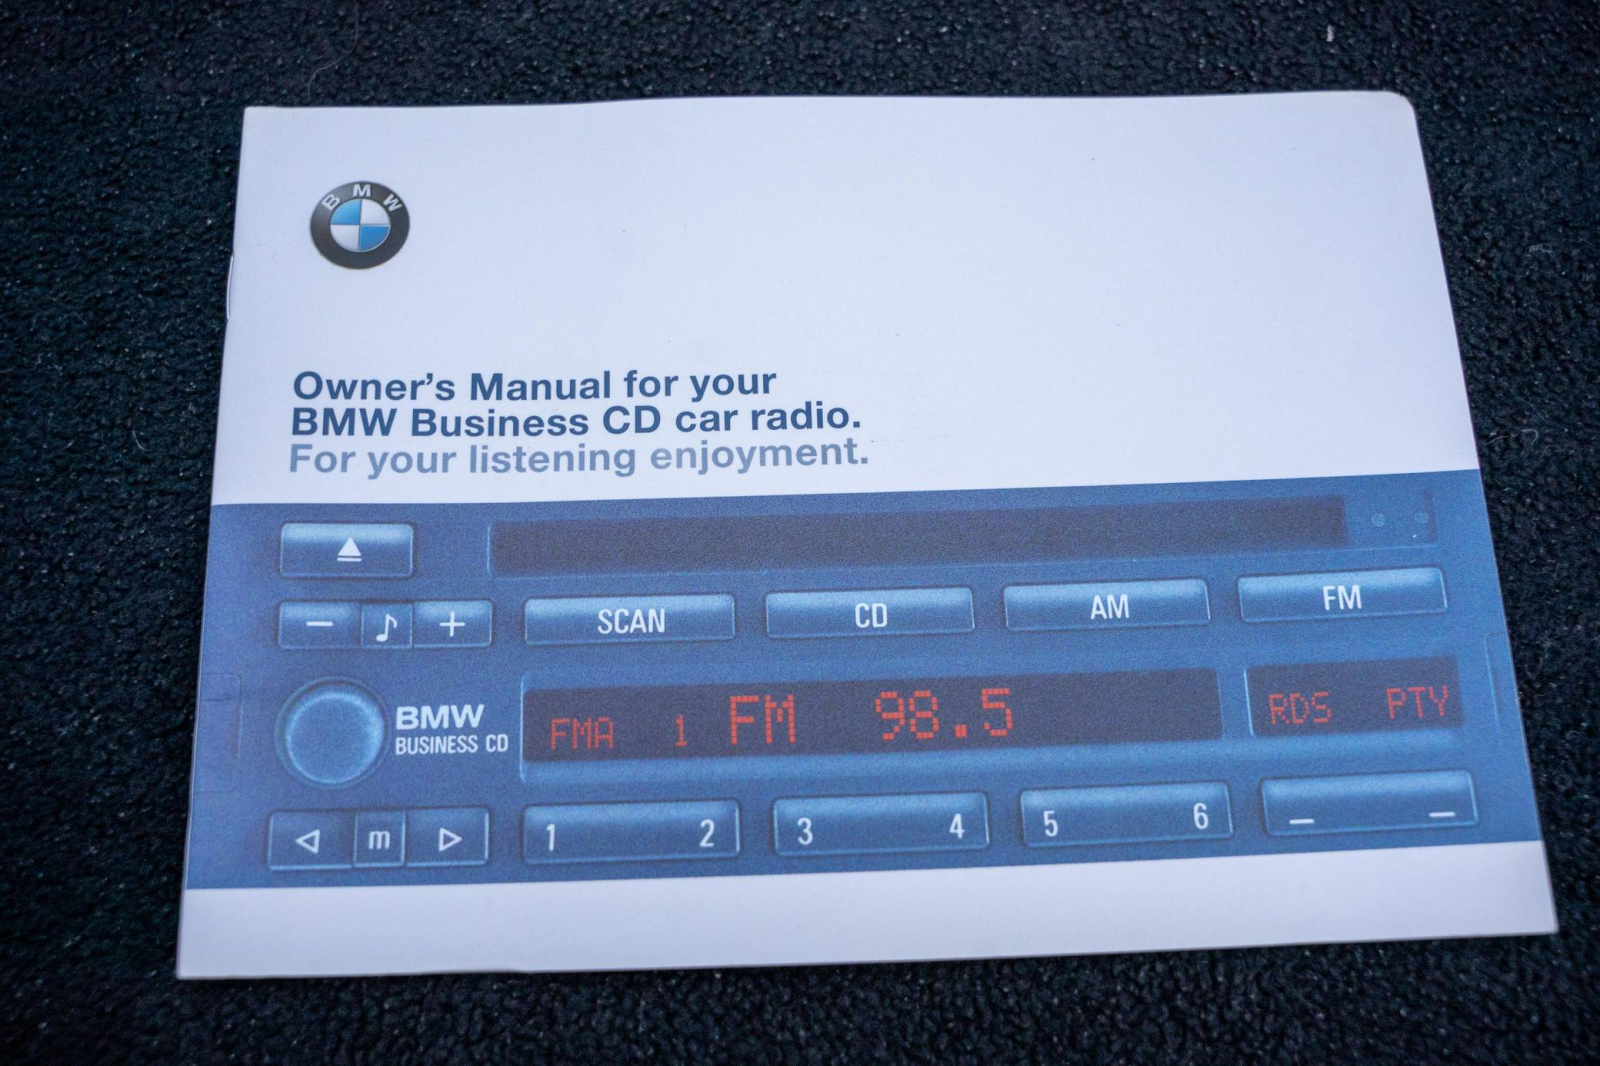 BMW
Owner's Manual for your
BMW Business CD car radio.
For your listening enjoyment.
− ♪ + SCAN CD AM FM
BMW
BUSINESS CD
FMA 1 FM 98.5 RDS PTY
m 1 2 3 4 5 6 — —